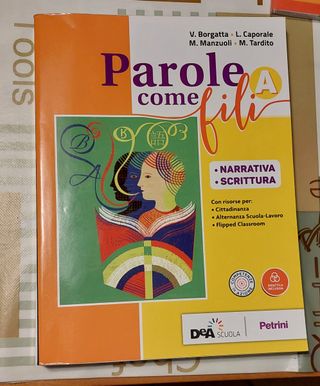 V. Borgatta • L. Caporale
M. Manzuoli • M. Tardito
Parole
come
fili
A
• NARRATIVA
• SCRITTURA
Con risorse per:
• Cittadinanza
• Alternanza Scuola-Lavoro
• Flipped Classroom
DeA SCUOLA
Petrini
Tools